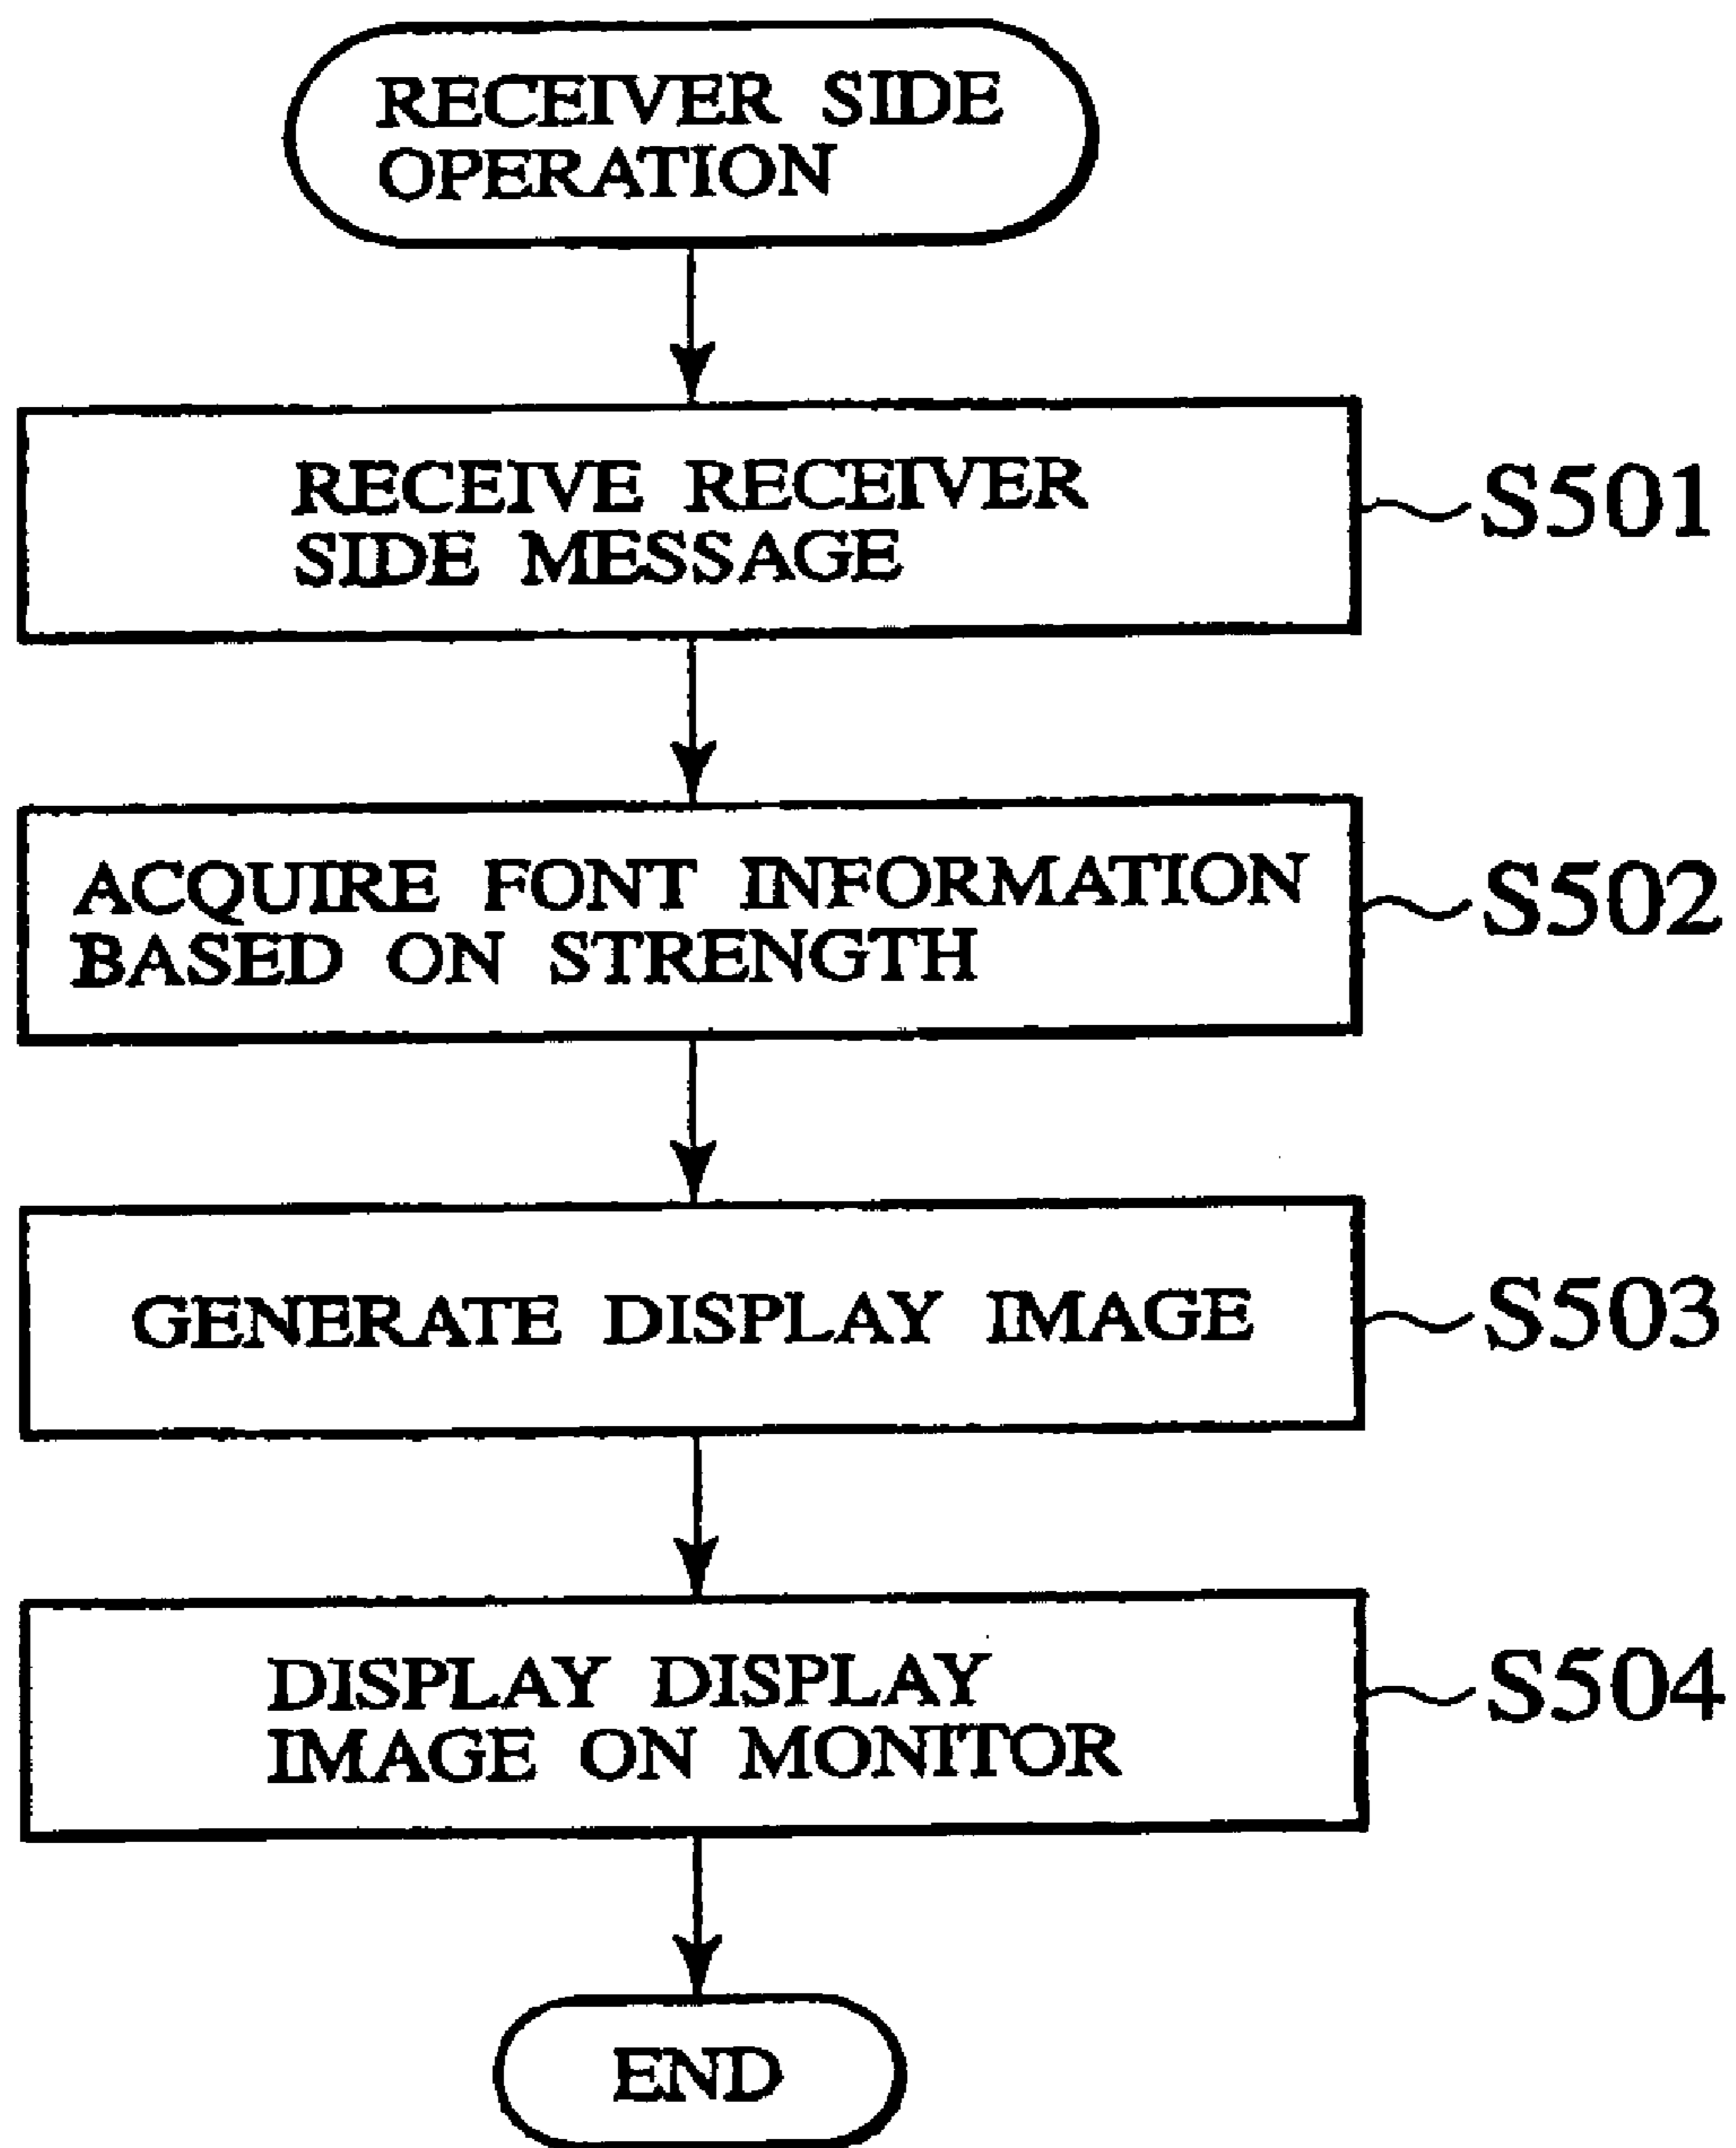 RECEIVER SIDE
OPERATION
RECEIVE RECEIVER
SIDE MESSAGE
S501
ACQUIRE FONT INFORMATION
BASED ON STRENGTH
S502
GENERATE DISPLAY IMAGE
S503
DISPLAY DISPLAY
IMAGE ON MONITOR
S504
END